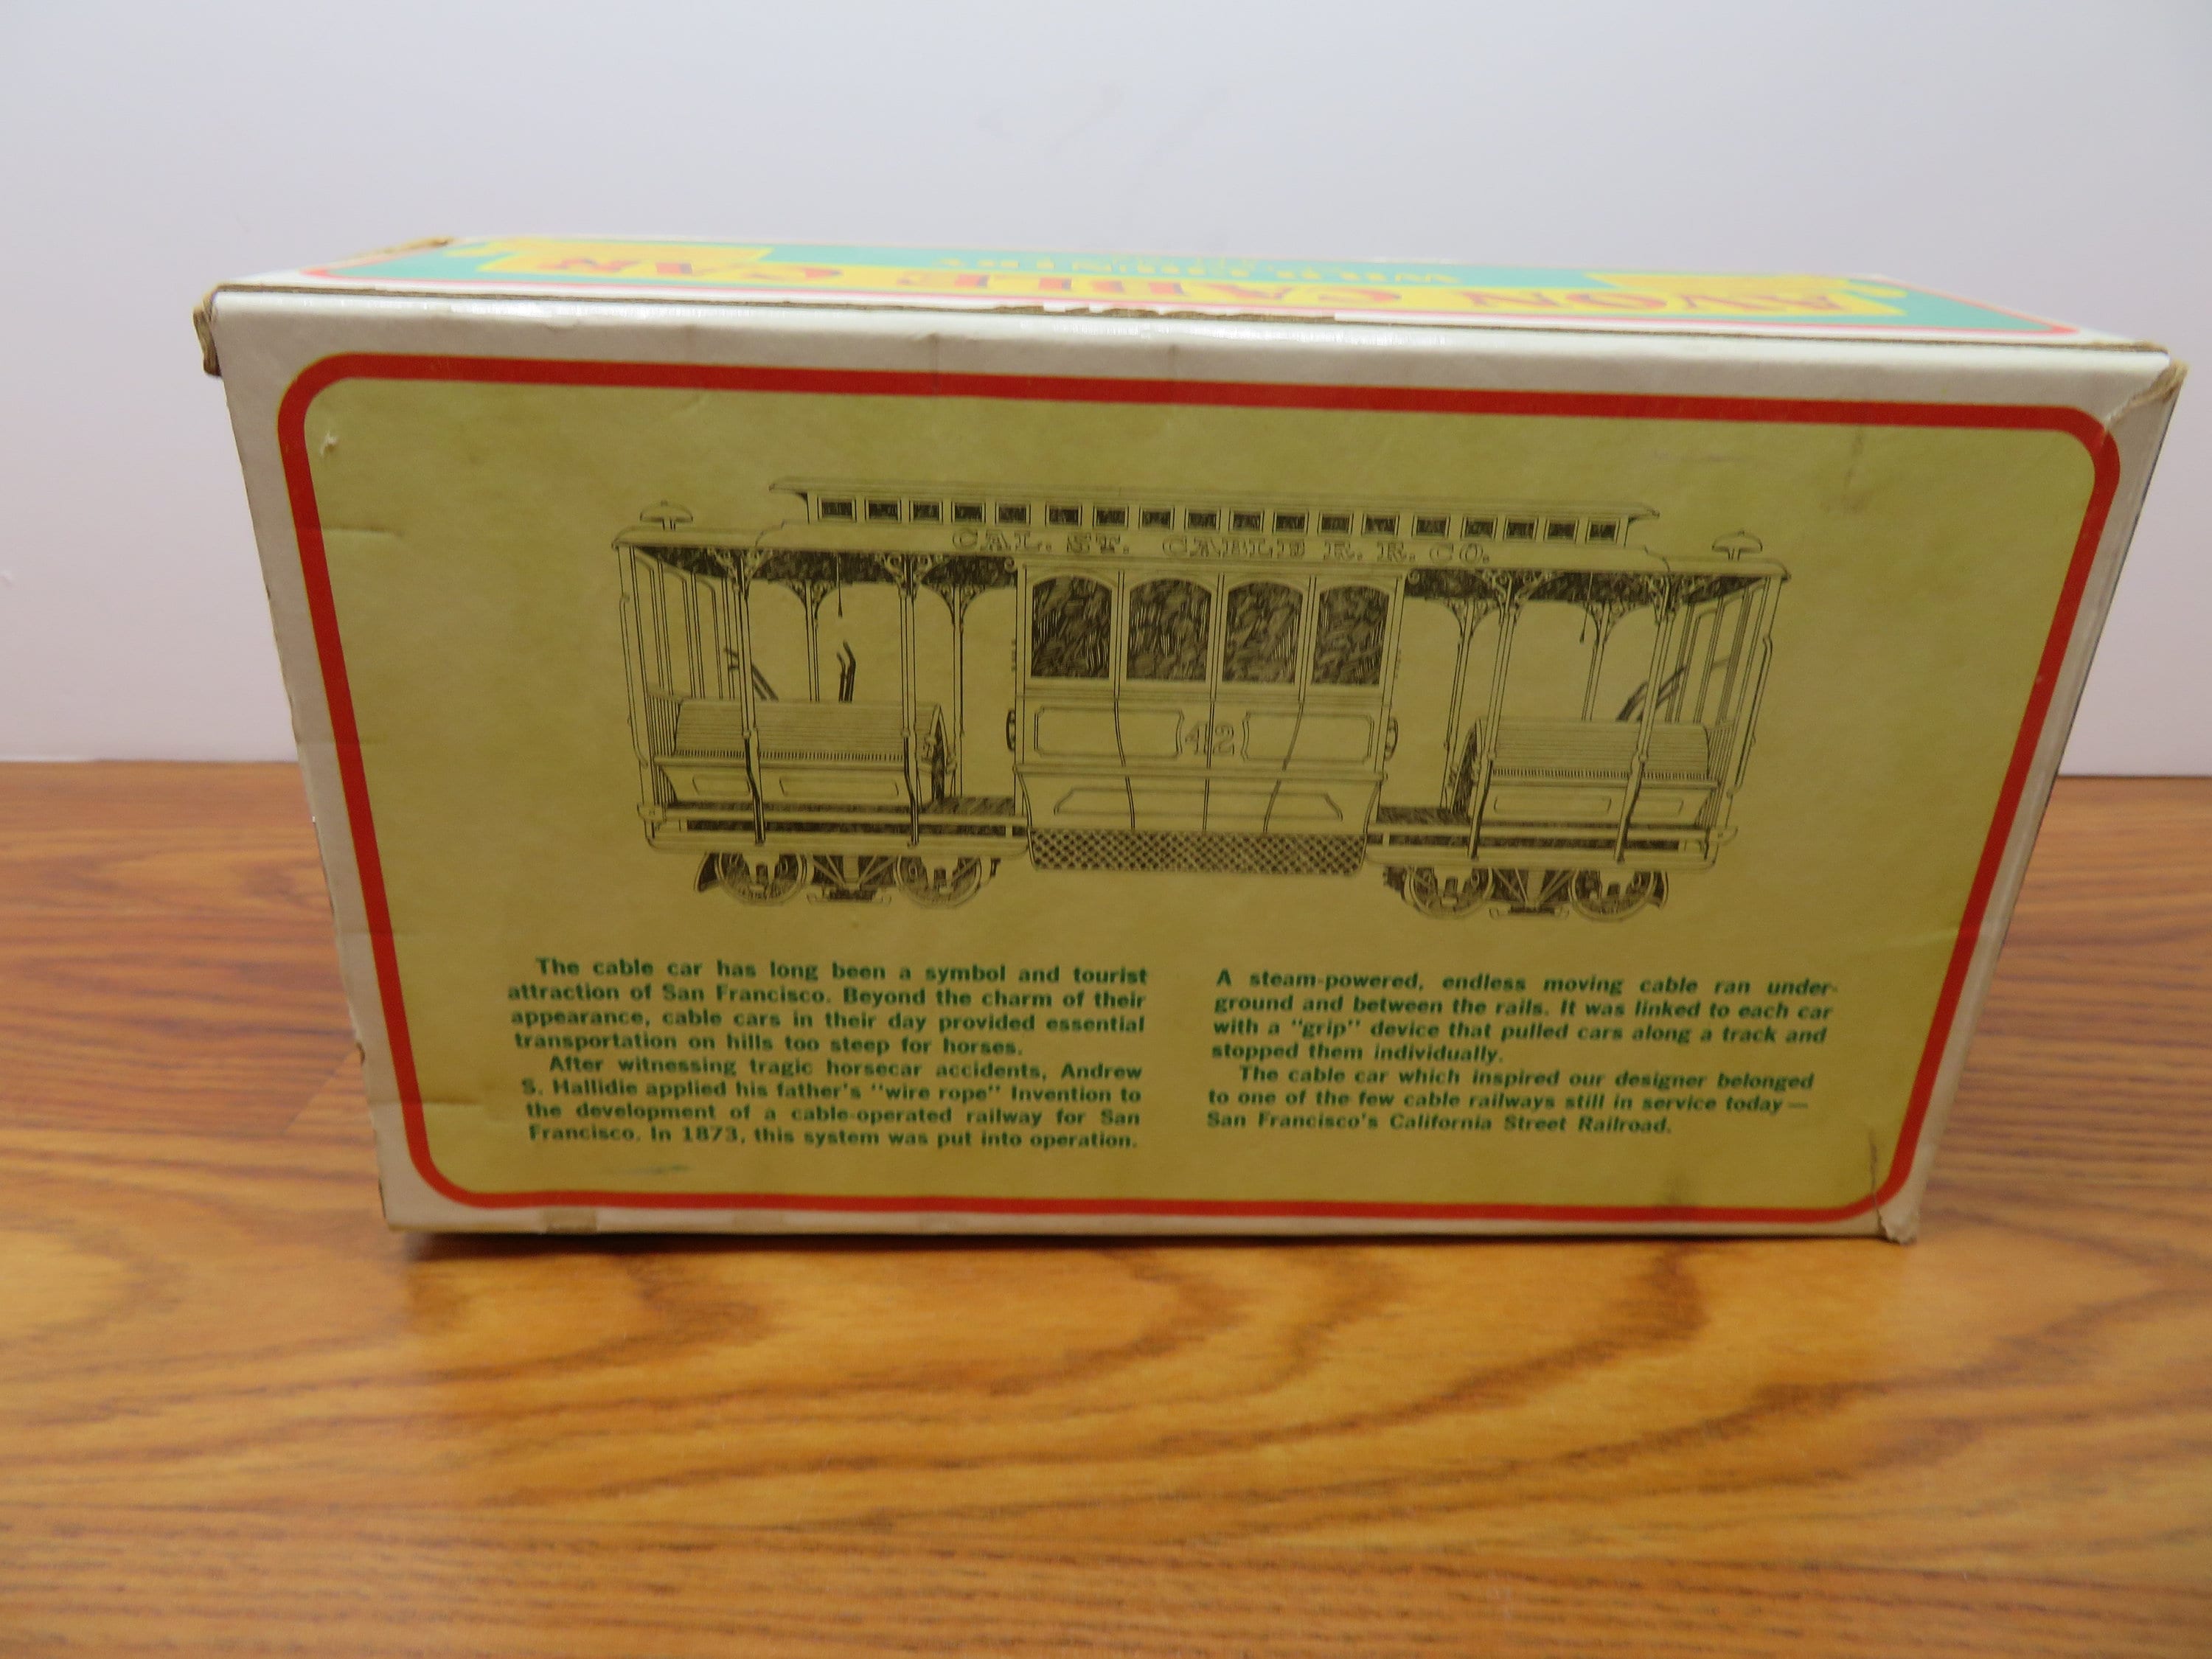 AVON CABLE CAR
WILD COUNTRY
CAL. ST. CABLE R. R. CO.
42
The cable car has long been a symbol and tourist
attraction of San Francisco. Beyond the charm of their
appearance, cable cars in their day provided essential
transportation on hills too steep for horses.
After witnessing tragic horsecar accidents, Andrew
S. Hallidie applied his father's "wire rope" Invention to
the development of a cable-operated railway for San
Francisco. In 1873, this system was put into operation.
A steam-powered, endless moving cable ran under-
ground and between the rails. It was linked to each car
with a "grip" device that pulled cars along a track and
stopped them individually.
The cable car which inspired our designer belonged
to one of the few cable railways still in service today —
San Francisco's California Street Railroad.